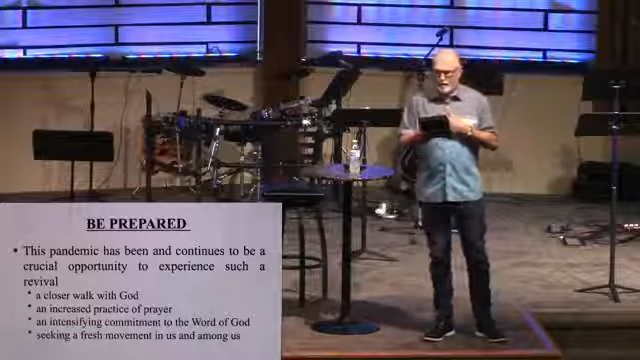 BE PREPARED
• This pandemic has been and continues to be a
crucial opportunity to experience such a
revival
* a closer walk with God
* an increased practice of prayer
* an intensifying commitment to the Word of God
* seeking a fresh movement in us and among us